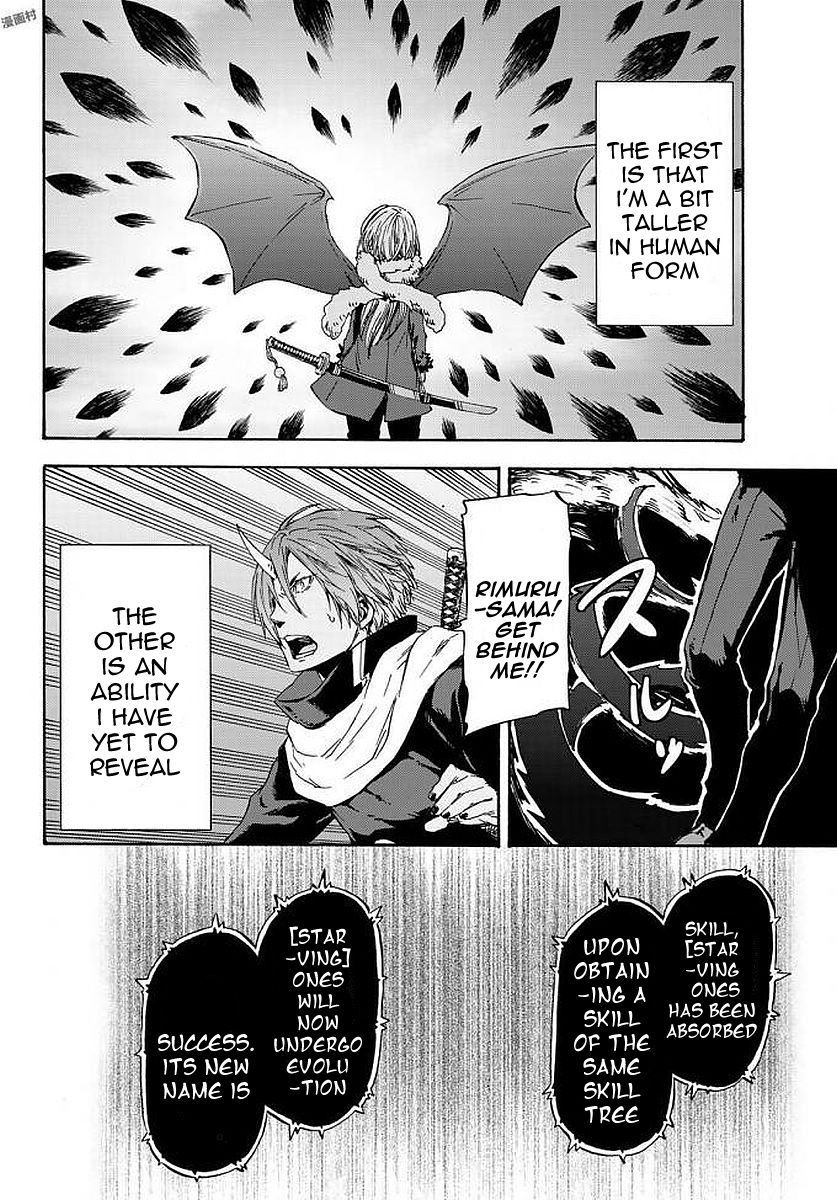 漫画村
THE FIRST
IS THAT
I'M A BIT
TALLER
IN HUMAN
FORM
スルッ
RIMURU
-SAMA!
GET
BEHIND
ME!!
THE
OTHER
IS AN
ABILITY
I HAVE
YET TO
REVEAL
SKILL,
[STAR
-VING
ONES
HAS BEEN
ABSORBED
UPON
OBTAIN
-ING A
SKILL
OF THE
SAME
SKILL
TREE
[STAR
-VING]
ONES
WILL
NOW
UNDERGO
EVOLU
-TION
SUCCESS.
ITS NEW
NAME IS